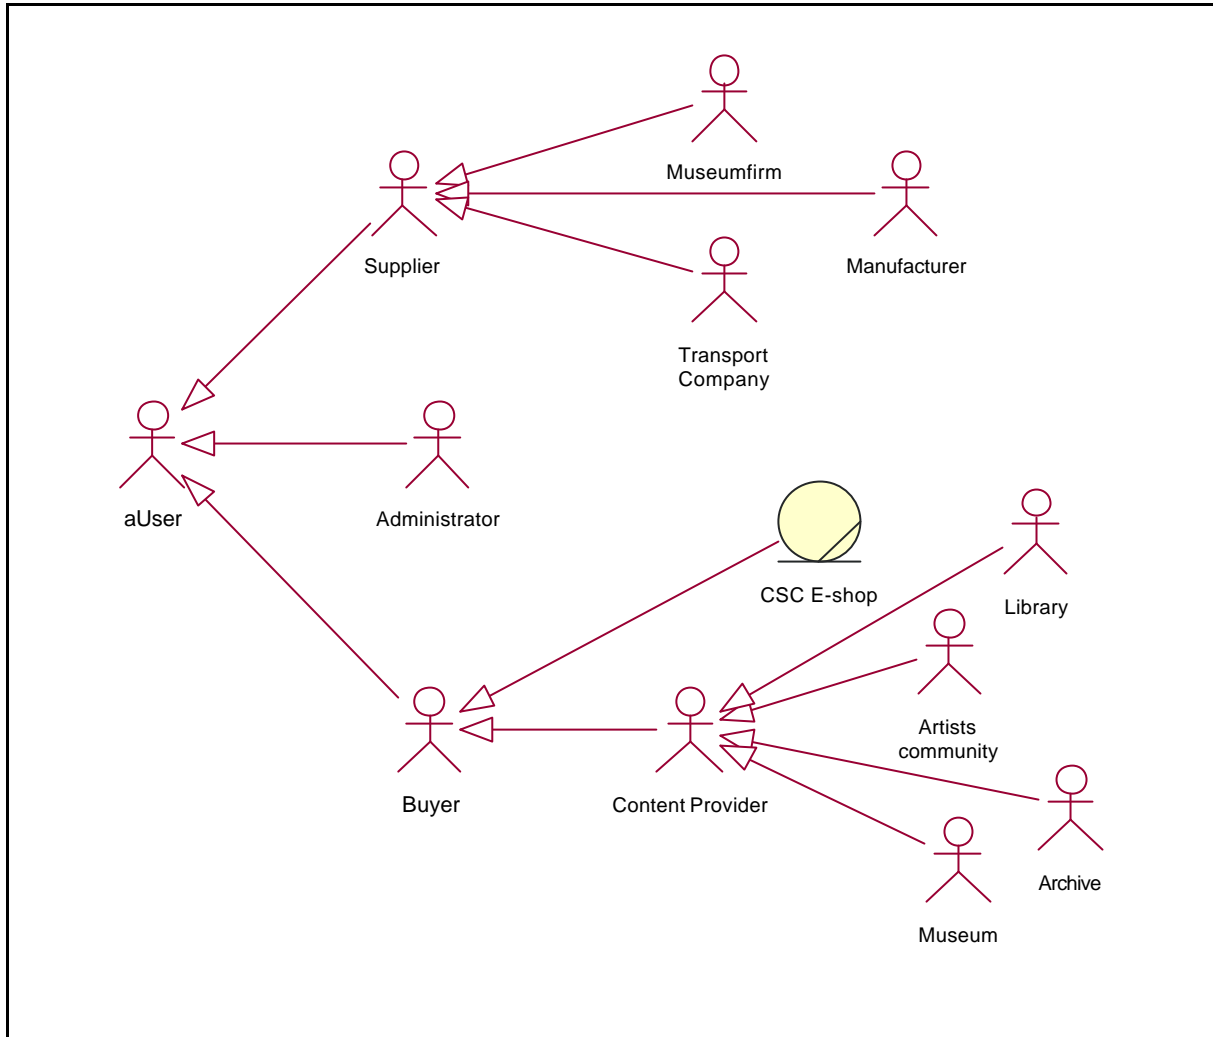 Museumfirm
Supplier
Manufacturer
Transport
Company
aUser
Administrator
CSC E-shop
Library
Artists
community
Buyer
Content Provider
Archive
Museum